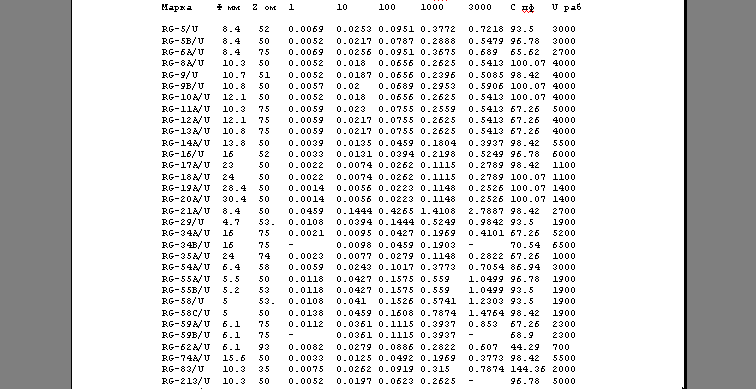 Марка Ф мм Z ом 1 10 100 1000 3000 С пф U раб
RG-5/U 8.4 52 0.0069 0.0253 0.0951 0.3772 0.7218 93.5 3000
RG-5B/U 8.4 50 0.0052 0.0217 0.0787 0.2888 0.5479 96.78 3000
RG-6A/U 8.4 75 0.0069 0.0256 0.0951 0.3675 0.689 65.62 2700
RG-8A/U 10.3 50 0.0052 0.018 0.0656 0.2625 0.5413 100.07 4000
RG-9/U 10.7 51 0.0052 0.0187 0.0656 0.2396 0.5085 98.42 4000
RG-9B/U 10.8 50 0.0057 0.02 0.0689 0.2953 0.5906 100.07 4000
RG-10A/U 12.1 50 0.0052 0.018 0.0656 0.2625 0.5413 100.07 4000
RG-11A/U 10.3 75 0.0059 0.023 0.0755 0.2559 0.5413 67.26 5000
RG-12A/U 12.1 75 0.0059 0.0217 0.0755 0.2625 0.5413 67.26 4000
RG-13A/U 10.8 75 0.0059 0.0217 0.0755 0.2625 0.5413 67.26 4000
RG-14A/U 13.8 50 0.0039 0.0135 0.0459 0.1804 0.3937 98.42 5500
RG-16/U 16 52 0.0033 0.0131 0.0394 0.2198 0.5249 96.78 6000
RG-17A/U 23 50 0.0022 0.0074 0.0262 0.1115 0.2789 98.42 1100
RG-18A/U 24 50 0.0022 0.0074 0.0262 0.1115 0.2789 100.07 1100
RG-19A/U 28.4 50 0.0014 0.0056 0.0223 0.1148 0.2526 100.07 1400
RG-20A/U 30.4 50 0.0014 0.0056 0.0223 0.1148 0.2526 100.07 1400
RG-21A/U 8.4 50 0.0459 0.1444 0.4265 1.4108 2.7887 98.42 2700
RG-29/U 4.7 53. 0.0108 0.0394 0.1444 0.5249 0.9842 93.5 1900
RG-34A/U 16 75 0.0021 0.0095 0.0427 0.1969 0.4101 67.26 5200
RG-34B/U 16 75 - 0.0098 0.0459 0.1903 - 70.54 6500
RG-35A/U 24 74 0.0023 0.0077 0.0279 0.1148 0.2822 67.26 1000
RG-54A/U 6.4 58 0.0059 0.0243 0.1017 0.3773 0.7054 86.94 3000
RG-55A/U 5.5 50 0.0118 0.0427 0.1575 0.559 1.0499 96.78 1900
RG-55B/U 5.2 53 0.0118 0.0427 0.1575 0.559 1.0499 93.5 1900
RG-58/U 5 53. 0.0108 0.041 0.1526 0.5741 1.2303 93.5 1900
RG-58C/U 5 50 0.0138 0.0459 0.1608 0.7874 1.4764 98.42 1900
RG-59A/U 6.1 75 0.0112 0.0361 0.1115 0.3937 0.853 67.26 2300
RG-59B/U 6.1 75 - 0.0361 0.1115 0.3937 - 68.9 2300
RG-62A/U 6.1 93 0.0082 0.0279 0.0886 0.2822 0.607 44.29 700
RG-74A/U 15.6 50 0.0033 0.0125 0.0492 0.1969 0.3773 98.42 5500
RG-83/U 10.3 35 0.0075 0.0262 0.0919 0.315 0.7874 144.36 2000
RG-213/U 10.3 50 0.0052 0.0197 0.0623 0.2625 - 96.78 5000